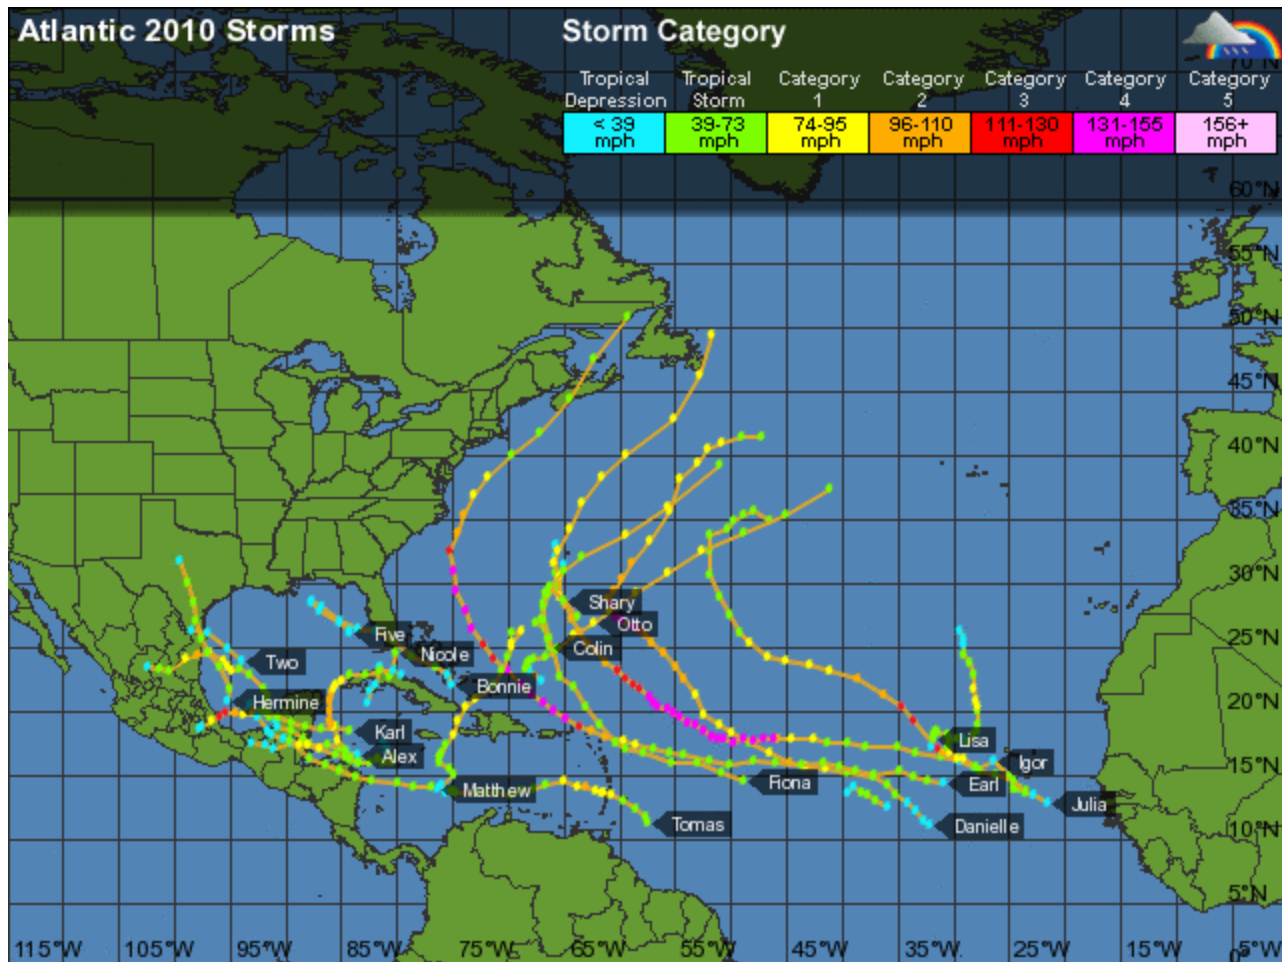 Atlantic 2010 Storms
Storm Category
Tropical Depression
Tropical Storm
Category 1
Category 2
Category 3
Category 4
Category 5
< 39 mph
39-73 mph
74-95 mph
96-110 mph
111-130 mph
131-155 mph
156+ mph
70°N
60°N
55°N
50°N
45°N
40°N
35°N
30°N
25°N
20°N
15°N
10°N
5°N
0°
Shary
Otto
Five
Nicole
Colin
Two
Bonnie
Hermine
Karl
Lisa
Alex
Igor
Matthew
Fiona
Earl
Julia
Tomas
Danielle
115°W
105°W
95°W
85°W
75°W
65°W
55°W
45°W
35°W
25°W
15°W
5°W